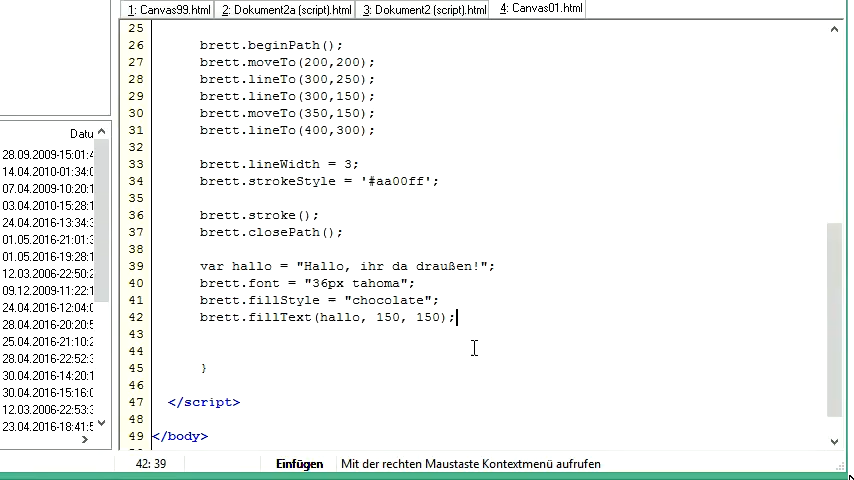 1: Canvas99.html 2: Dokument2a (script).html 3: Dokument2 (script).html 4: Canvas01.html
25
26 brett.beginPath();
27 brett.moveTo(200,200);
28 brett.lineTo(300,250);
29 brett.lineTo(300,150);
30 brett.moveTo(350,150);
31 brett.lineTo(400,300);
32
33 brett.lineWidth = 3;
34 brett.strokeStyle = '#aa00ff';
35
36 brett.stroke();
37 brett.closePath();
38
39 var hallo = "Hallo, ihr da draußen!";
40 brett.font = "36px tahoma";
41 brett.fillStyle = "chocolate";
42 brett.fillText(hallo, 150, 150);
43
44
45 }
46
47 </script>
48
49 </body>
Datu
28.09.2009-15:01:4
14.04.2010-01:34:0
07.04.2009-10:20:1
03.04.2010-15:28:1
24.04.2016-13:34:3
01.05.2016-21:01:3
01.05.2016-19:28:1
12.03.2006-22:50:2
09.12.2009-11:22:1
24.04.2016-12:04:0
28.04.2016-20:20:5
25.04.2016-21:10:2
28.04.2016-22:52:3
30.04.2016-14:20:1
30.04.2016-15:16:0
12.03.2006-22:53:3
23.04.2016-18:41:5
42: 39 Einfügen Mit der rechten Maustaste Kontextmenü aufrufen